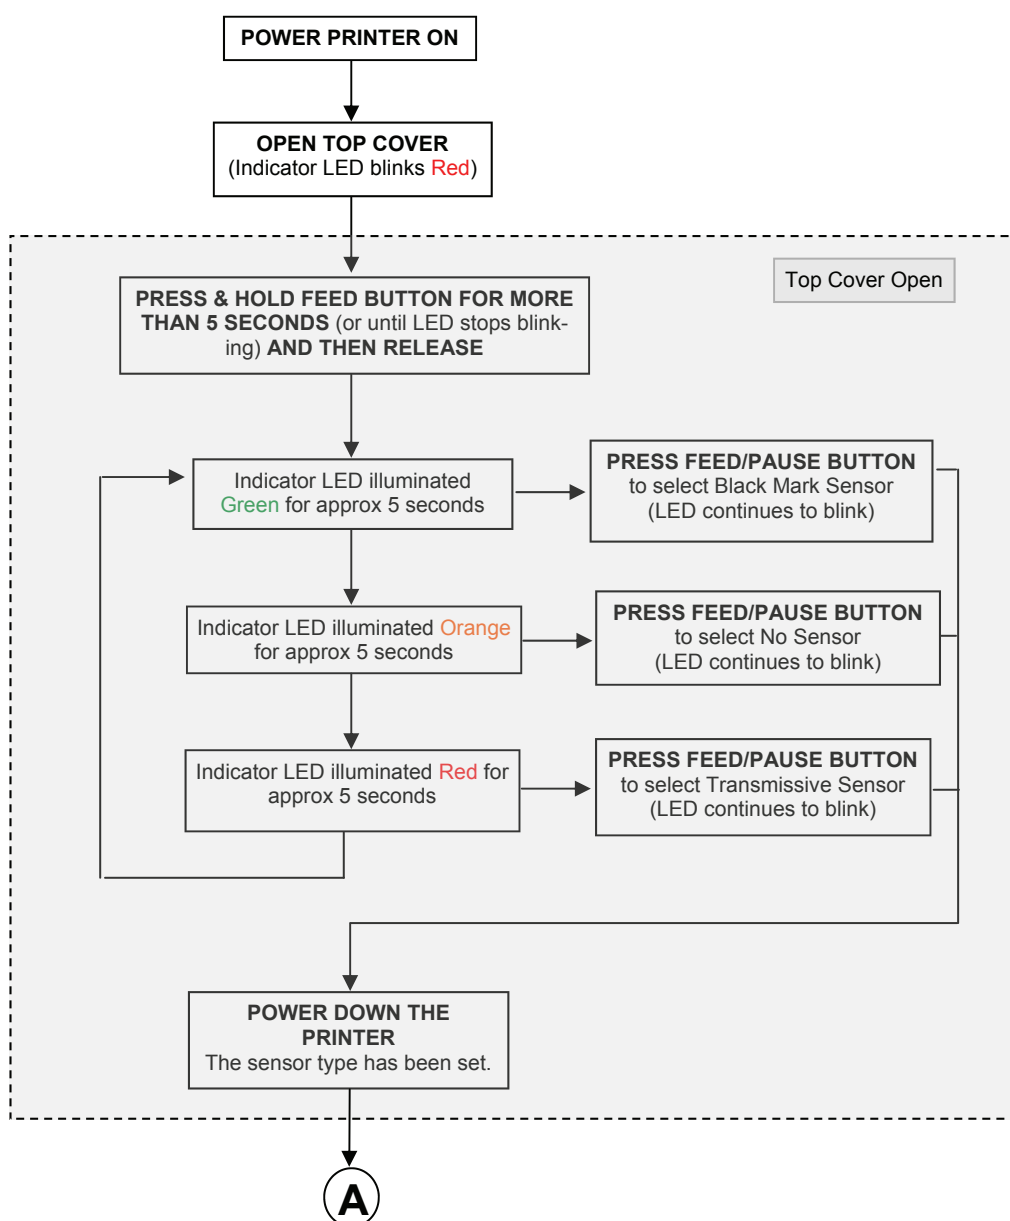 POWER PRINTER ON
OPEN TOP COVER
(Indicator LED blinks Red)
Top Cover Open
PRESS & HOLD FEED BUTTON FOR MORE
THAN 5 SECONDS (or until LED stops blink-
ing) AND THEN RELEASE
Indicator LED illuminated
Green for approx 5 seconds
PRESS FEED/PAUSE BUTTON
to select Black Mark Sensor
(LED continues to blink)
Indicator LED illuminated Orange
for approx 5 seconds
PRESS FEED/PAUSE BUTTON
to select No Sensor
(LED continues to blink)
Indicator LED illuminated Red for
approx 5 seconds
PRESS FEED/PAUSE BUTTON
to select Transmissive Sensor
(LED continues to blink)
POWER DOWN THE
PRINTER
The sensor type has been set.
A